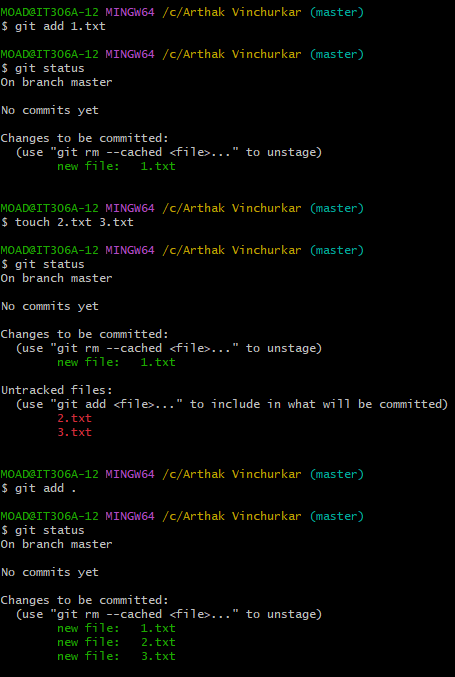 MOAD@IT306A-12 MINGW64 /c/Arthak Vinchurkar (master)
$ git add 1.txt

MOAD@IT306A-12 MINGW64 /c/Arthak Vinchurkar (master)
$ git status
On branch master

No commits yet

Changes to be committed:
  (use "git rm --cached <file>..." to unstage)
        new file:   1.txt


MOAD@IT306A-12 MINGW64 /c/Arthak Vinchurkar (master)
$ touch 2.txt 3.txt

MOAD@IT306A-12 MINGW64 /c/Arthak Vinchurkar (master)
$ git status
On branch master

No commits yet

Changes to be committed:
  (use "git rm --cached <file>..." to unstage)
        new file:   1.txt

Untracked files:
  (use "git add <file>..." to include in what will be committed)
        2.txt
        3.txt


MOAD@IT306A-12 MINGW64 /c/Arthak Vinchurkar (master)
$ git add .

MOAD@IT306A-12 MINGW64 /c/Arthak Vinchurkar (master)
$ git status
On branch master

No commits yet

Changes to be committed:
  (use "git rm --cached <file>..." to unstage)
        new file:   1.txt
        new file:   2.txt
        new file:   3.txt